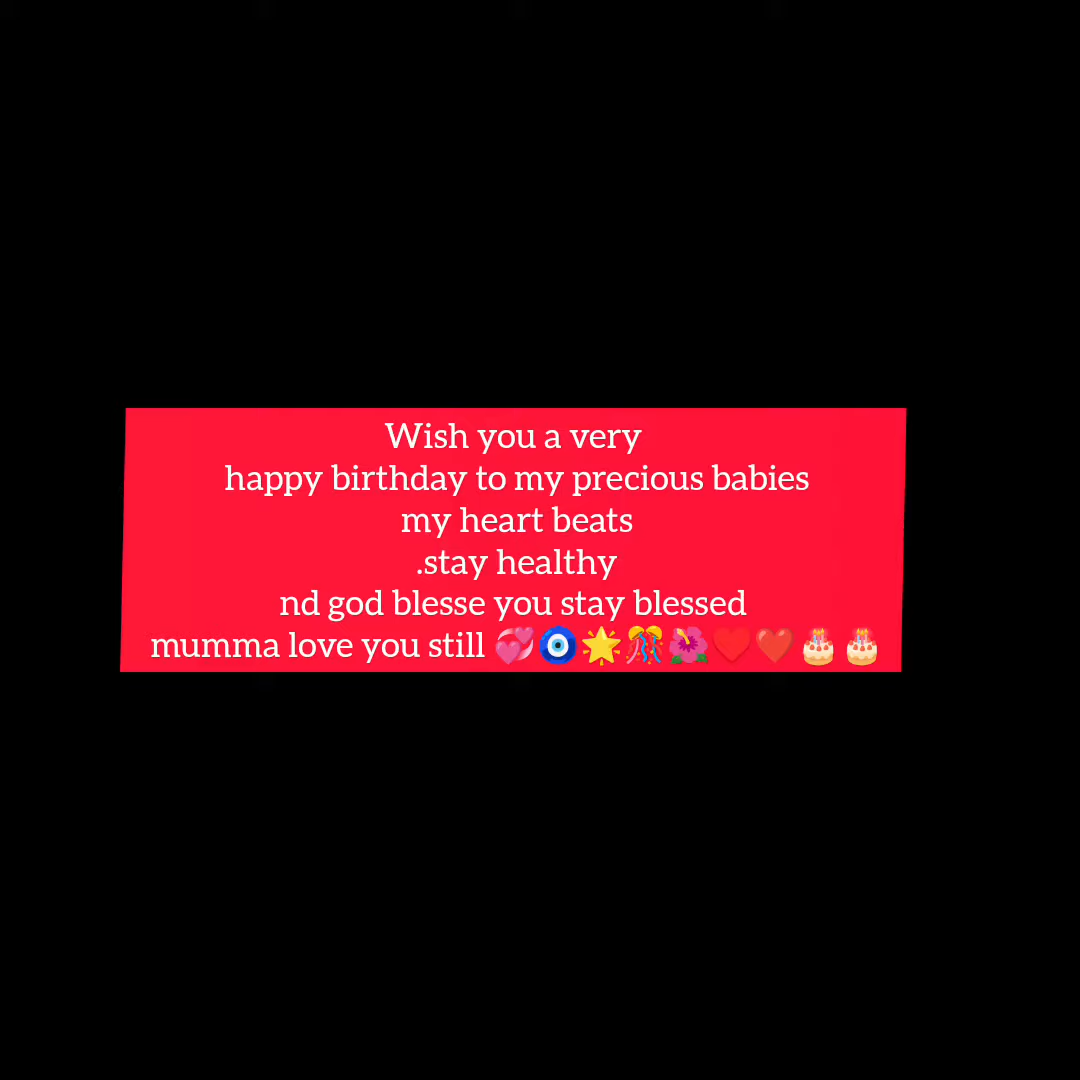 Wish you a very
happy birthday to my precious babies
my heart beats
.stay healthy
nd god blesse you stay blessed
mumma love you still 💞🧿🌟🎊🌺♥️❤️🎂🎂